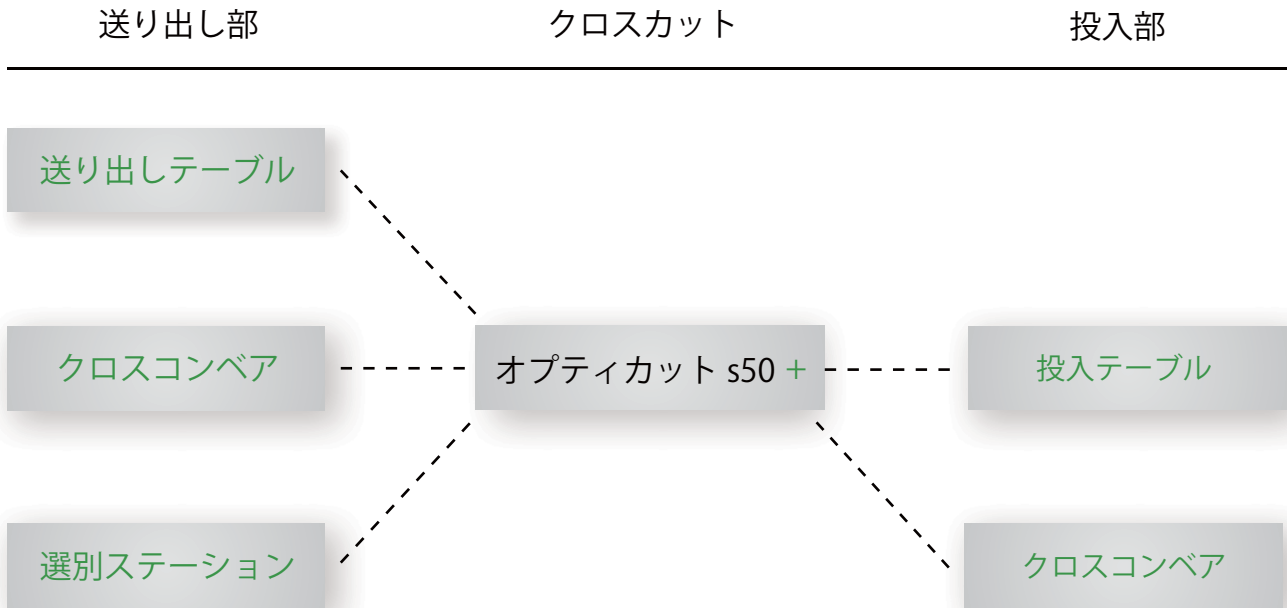 送り出し部
クロスカット
投入部
送り出しテーブル
クロスコンベア
オプティカット s50 +
投入テーブル
選別ステーション
クロスコンベア